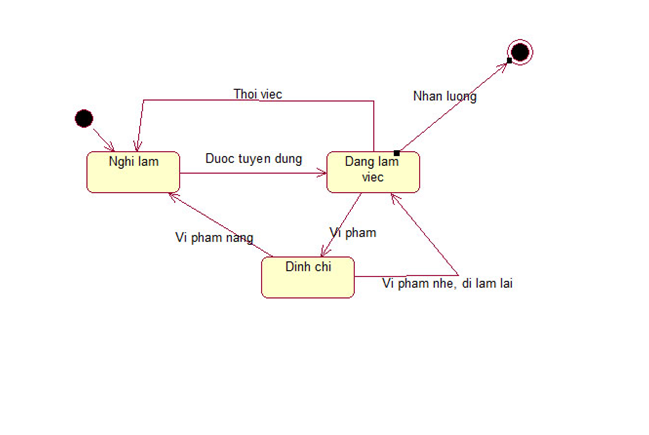 Nhan luong
Thoi viec
Nghi lam
Duoc tuyen dung
Dang lam
viec
Vi pham nang
Vi pham
Dinh chi
Vi pham nhe, di lam lai